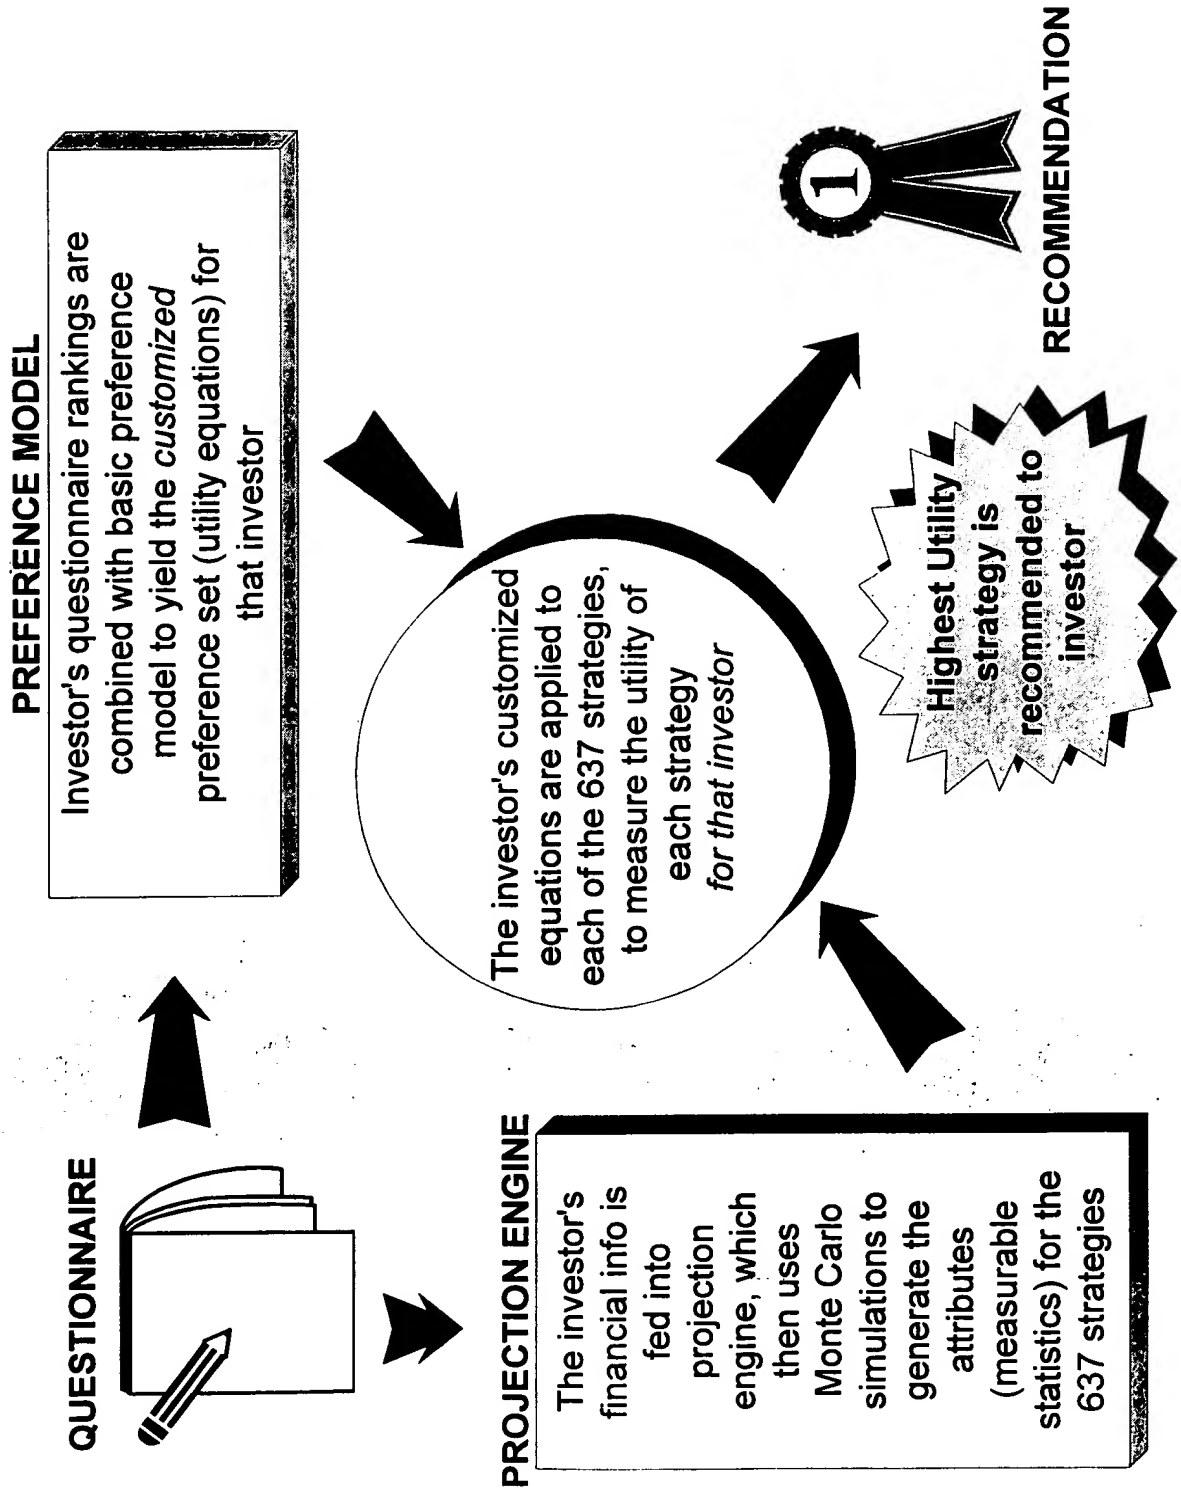 QUESTIONNAIRE
PREFERENCE MODEL
Investor's questionnaire rankings are
combined with basic preference
model to yield the customized
preference set (utility equations) for
that investor
PROJECTION ENGINE
The investor's
financial info is
fed into
projection
engine, which
then uses
Monte Carlo
simulations to
generate the
attributes
(measurable
statistics) for the
637 strategies
The investor's customized
equations are applied to
each of the 637 strategies,
to measure the utility of
each strategy
for that investor
Highest Utility
strategy is
recommended to
investor
1
RECOMMENDATION